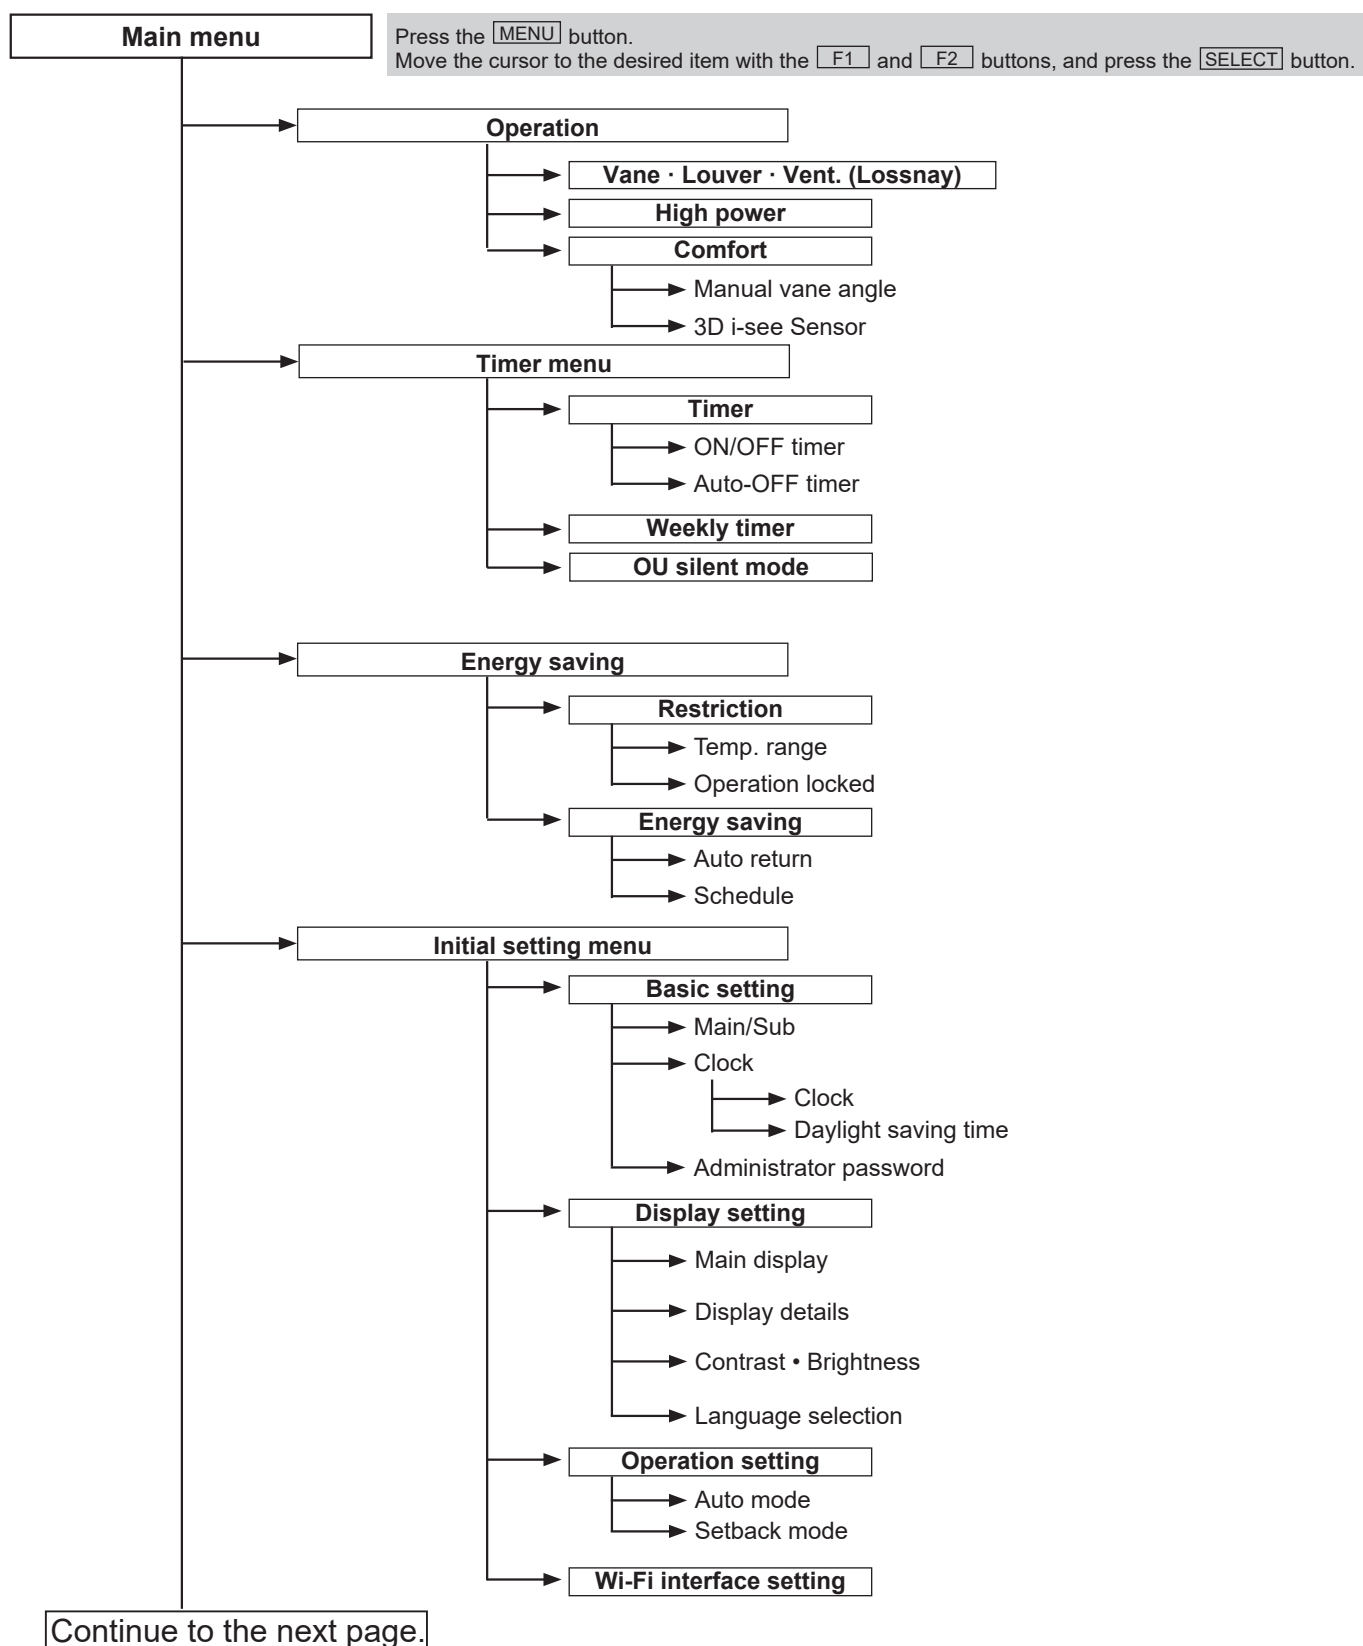 Main menu
Press the MENU button.
Move the cursor to the desired item with the F1 and F2 buttons, and press the SELECT button.
Operation
Vane · Louver · Vent. (Lossnay)
High power
Comfort
Manual vane angle
3D i-see Sensor
Timer menu
Timer
ON/OFF timer
Auto-OFF timer
Weekly timer
OU silent mode
Energy saving
Restriction
Temp. range
Operation locked
Energy saving
Auto return
Schedule
Initial setting menu
Basic setting
Main/Sub
Clock
Clock
Daylight saving time
Administrator password
Display setting
Main display
Display details
Contrast • Brightness
Language selection
Operation setting
Auto mode
Setback mode
Wi-Fi interface setting
Continue to the next page.